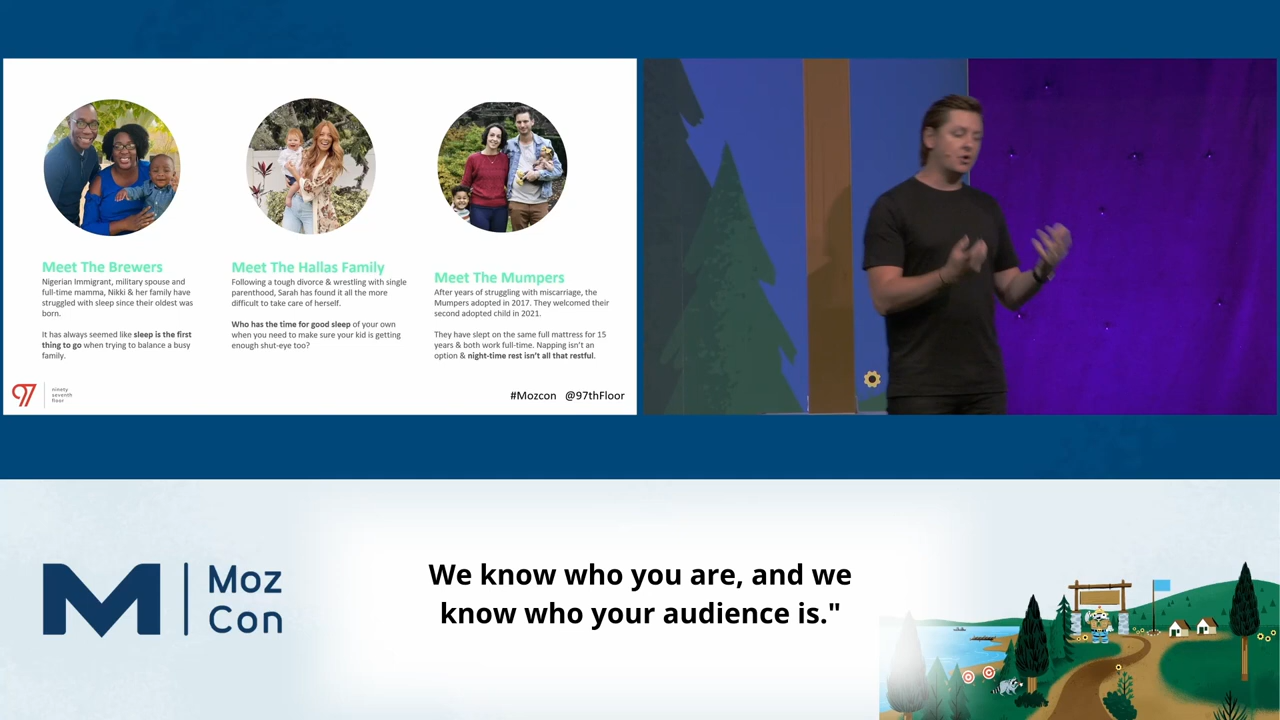 Meet The Brewers
Nigerian Immigrant, military spouse and
full-time mamma, Nikki & her family have
struggled with sleep since their oldest was
born.
It has always seemed like sleep is the first
thing to go when trying to balance a busy
family.
Meet The Hallas Family
Following a tough divorce & wrestling with single
parenthood, Sarah has found it all the more
difficult to take care of herself.
Who has the time for good sleep of your own
when you need to make sure your kid is getting
enough shut-eye too?
Meet The Mumpers
After years of struggling with miscarriage, the
Mumpers adopted in 2017. They welcomed their
second adopted child in 2021.
They have slept on the same full mattress for 15
years & both work full-time. Napping isn't an
option & night-time rest isn't all that restful.
97
ninety
seventh
floor
#Mozcon @97thFloor
M
Moz
Con
We know who you are, and we
know who your audience is."